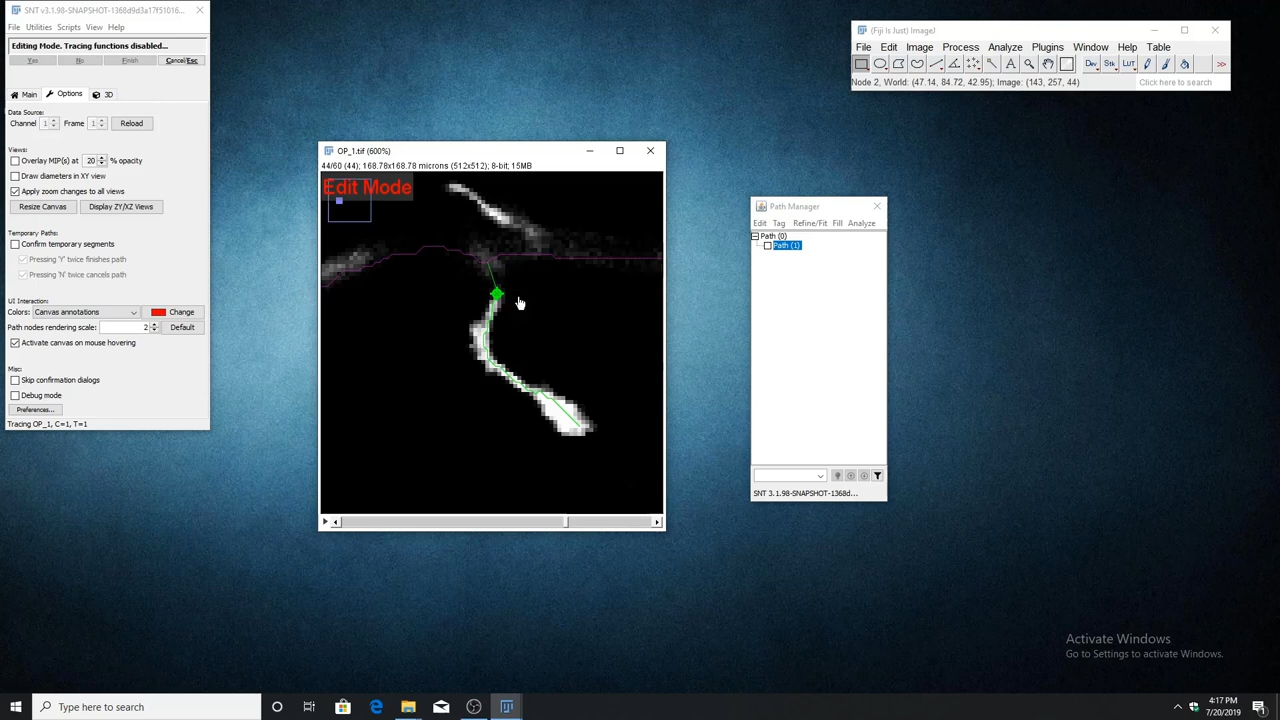 SNT v3.1.98-SNAPSHOT-1368d9d3a17f51016...
File Utilities Scripts View Help
Editing Mode. Tracing functions disabled...
Yes No Finish Cancel/Esc
Main Options 3D
Data Source:
Channel 1 Frame 1 Reload
Views:
Overlay MIP(s) at 20 % opacity
Draw diameters in XY view
Apply zoom changes to all views
Resize Canvas Display ZY/XZ Views
Temporary Paths:
Confirm temporary segments
Pressing 'Y' twice finishes path
Pressing 'N' twice cancels path
UI Interaction:
Colors: Canvas annotations Change
Path nodes rendering scale: 2 Default
Activate canvas on mouse hovering
Misc:
Skip confirmation dialogs
Debug mode
Preferences...
Tracing OP_1, C=1, T=1
OP_1.tif (600%)
44/60 (44); 168.78x168.78 microns (512x512); 8-bit; 15MB
Edit Mode
(Fiji Is Just) ImageJ
File Edit Image Process Analyze Plugins Window Help Table
A Dev Stk LUT >>
Node 2, World: (47.14, 84.72, 42.95); Image: (143, 257, 44) Click here to search
Path Manager
Edit Tag Refine/Fit Fill Analyze
Path (0)
Path (1)
SNT 3.1.98-SNAPSHOT-1368d...
Activate Windows
Go to Settings to activate Windows.
Type here to search
4:17 PM
7/20/2019
1